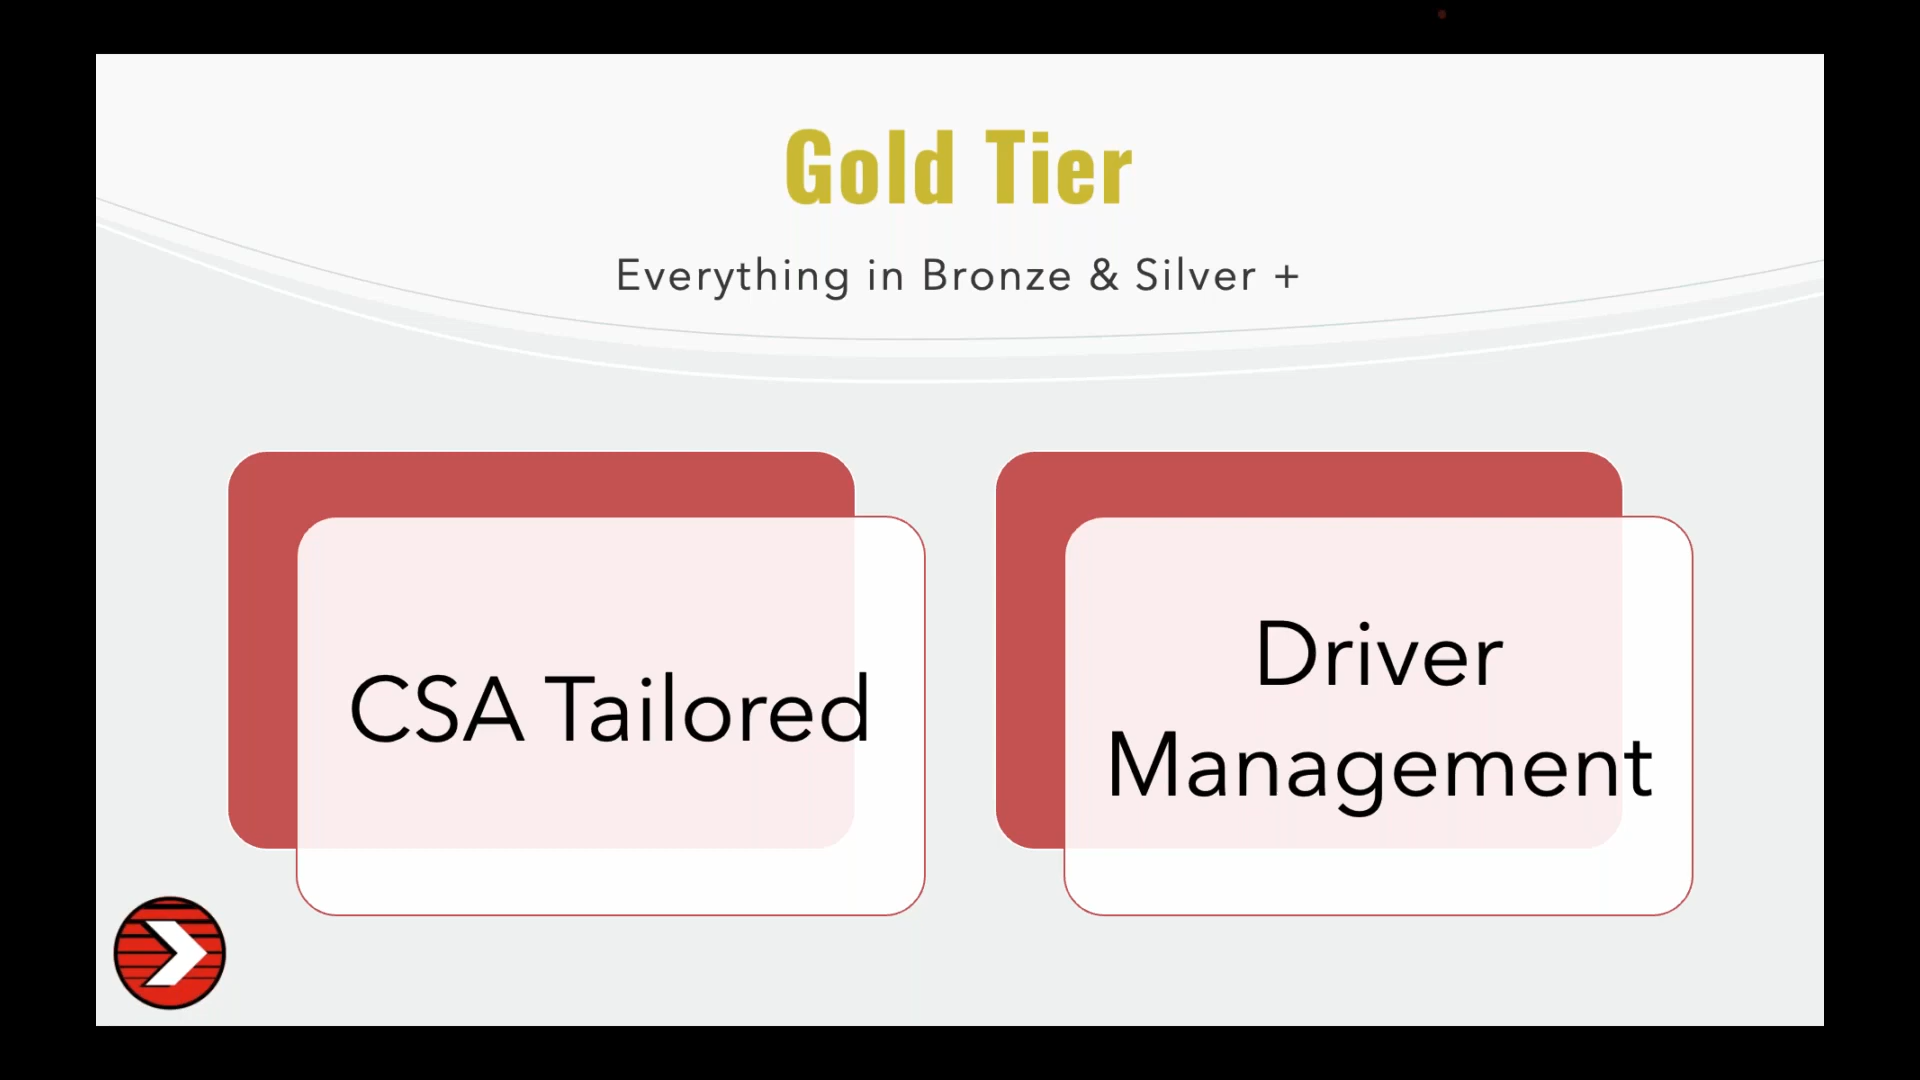 Gold Tier
Everything in Bronze & Silver +
CSA Tailored
Driver
Management